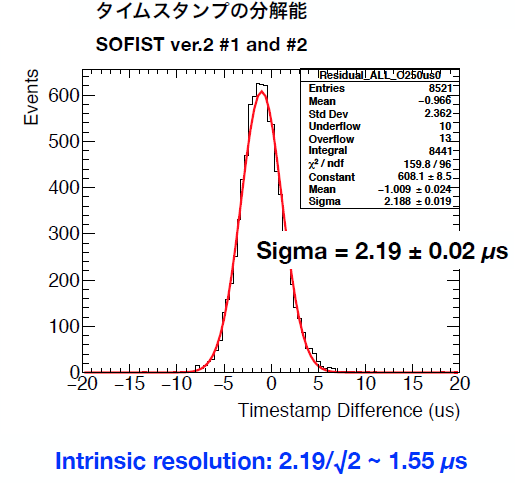 タイムスタンプの分解能
SOFIST ver.2 #1 and #2
Events
Residual_ALL_O250us0
Entries 8521
Mean −0.966
Std Dev 2.362
Underflow 10
Overflow 13
Integral 8441
χ² / ndf 159.8 / 96
Constant 608.1 ± 8.5
Mean −1.009 ± 0.024
Sigma 2.188 ± 0.019
600
500
400
300
200
100
0
Sigma = 2.19 ± 0.02 μs
−20 −15 −10 −5 0 5 10 15 20
Timestamp Difference (us)
Intrinsic resolution: 2.19/√2 ~ 1.55 μs